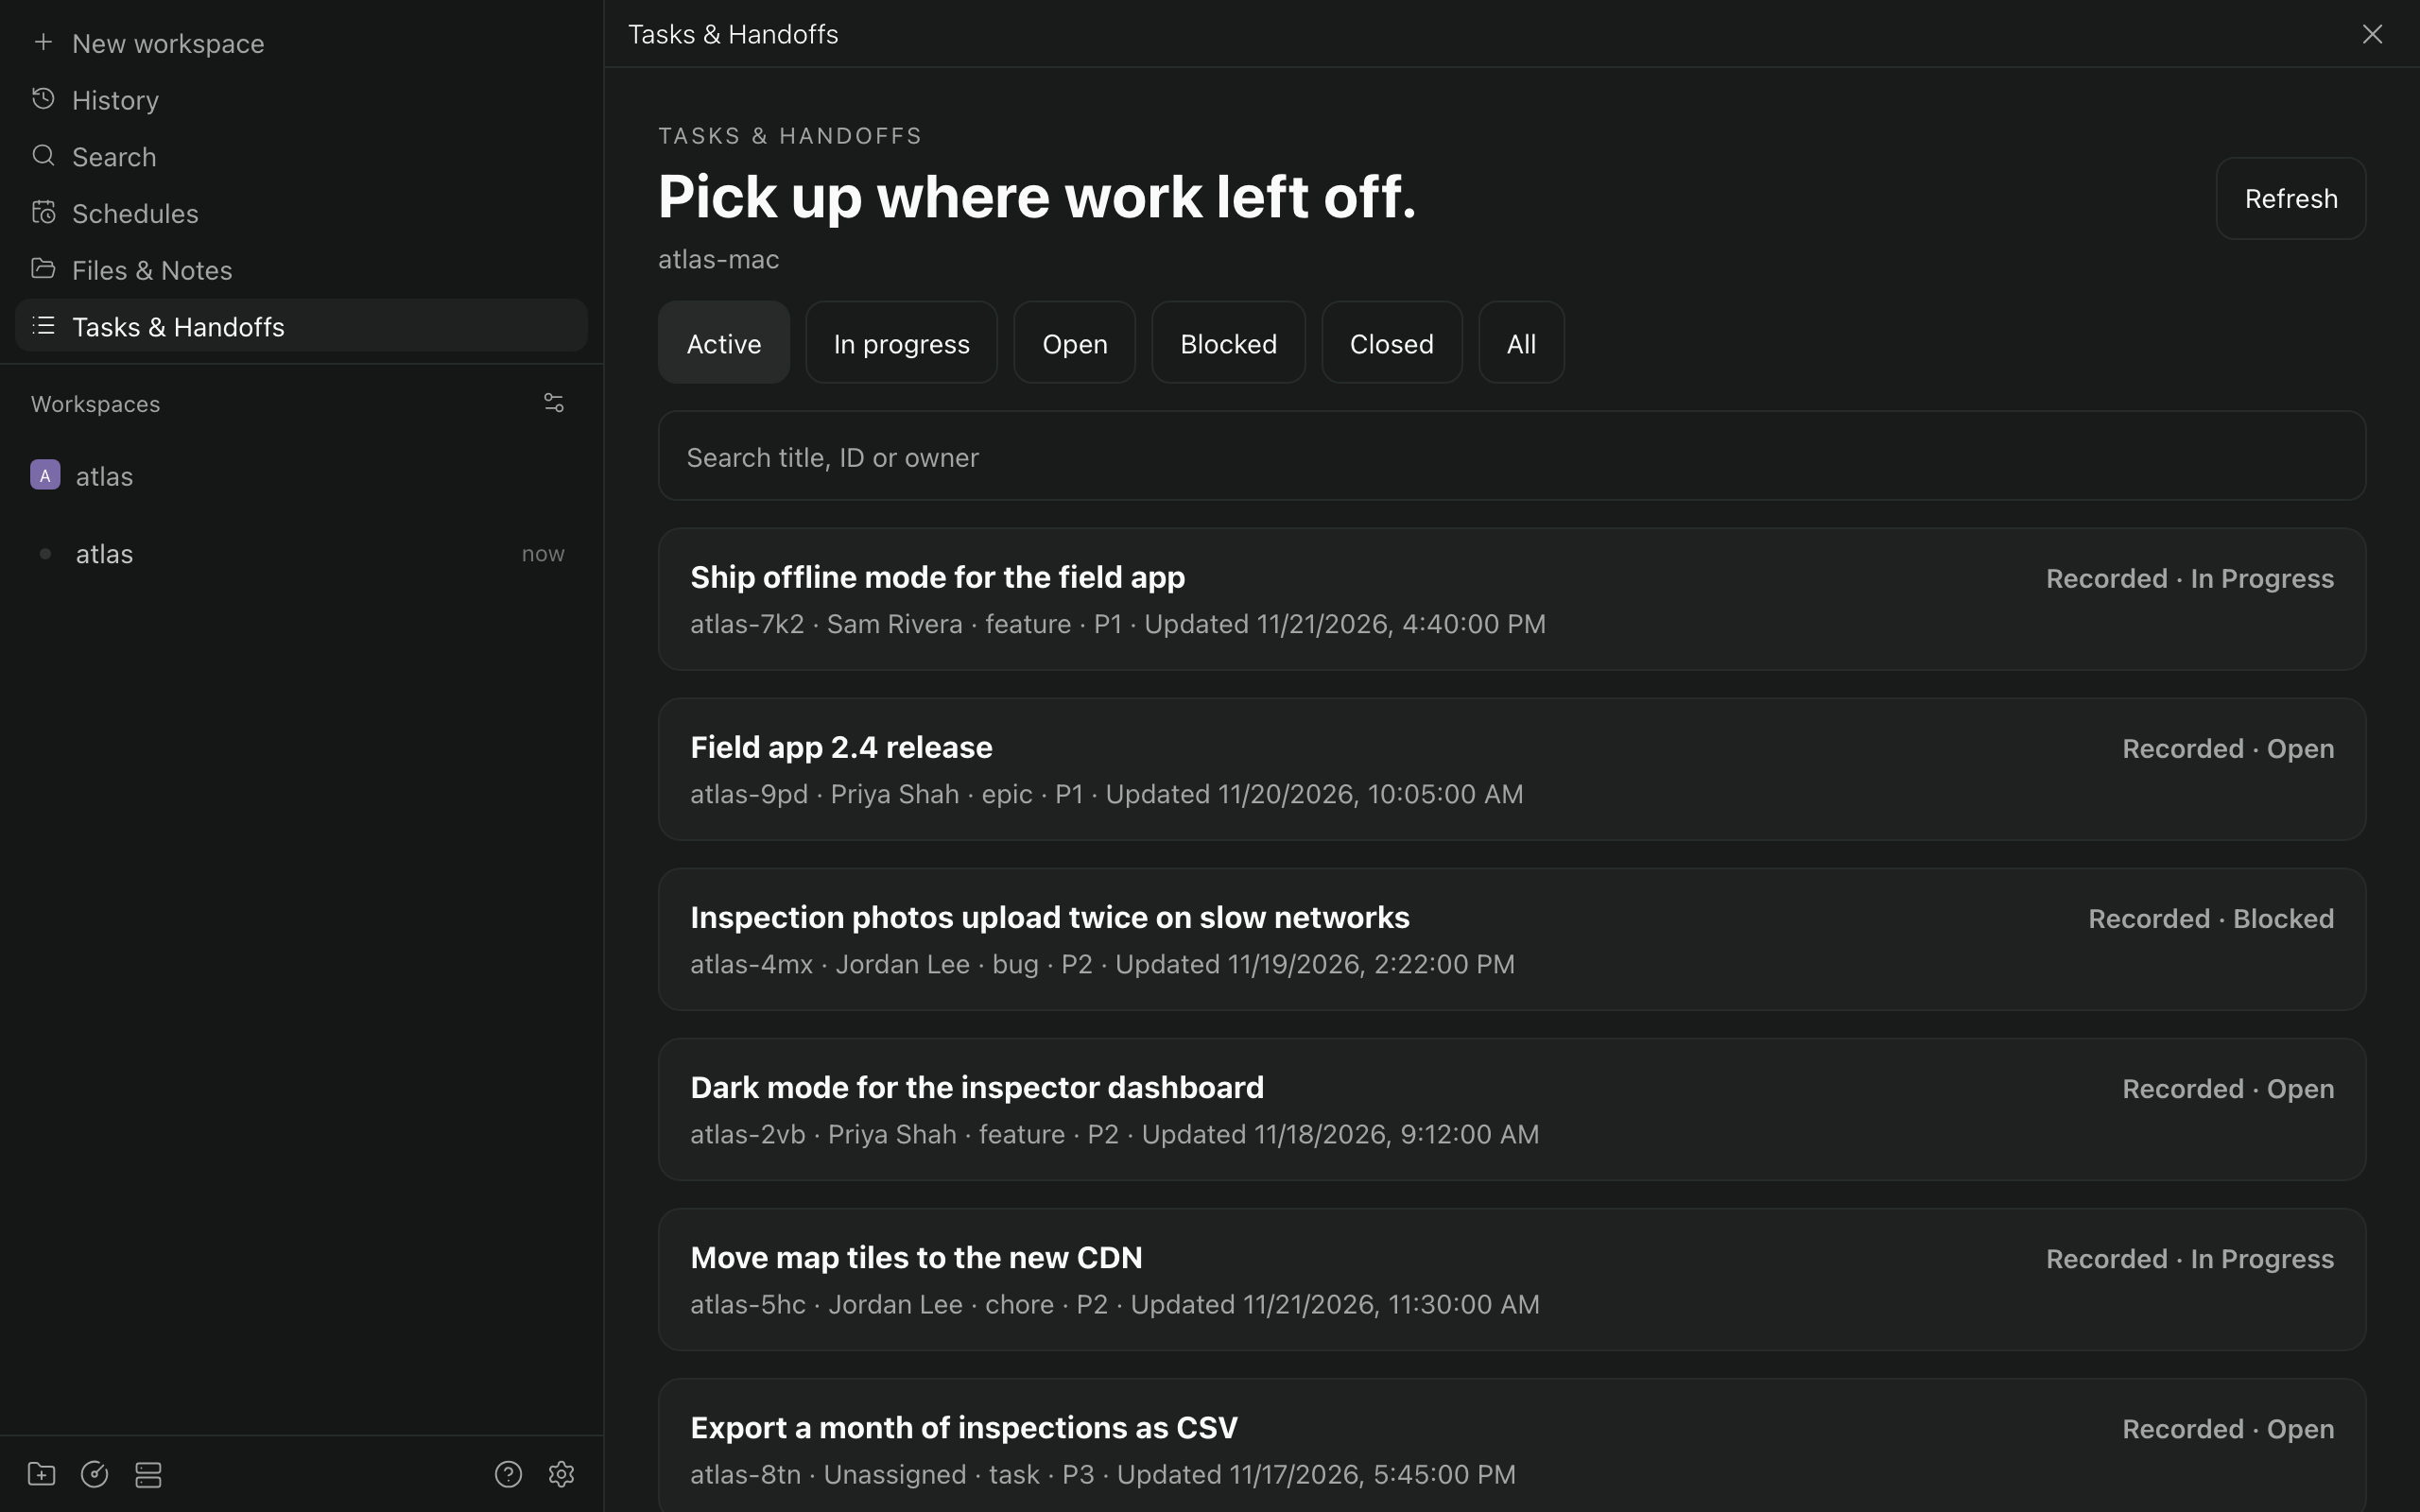 New workspace
History
Search
Schedules
Files & Notes
Tasks & Handoffs
Workspaces
A atlas
atlas now
Tasks & Handoffs
TASKS & HANDOFFS
Pick up where work left off.
Refresh
atlas-mac
Active In progress Open Blocked Closed All
Search title, ID or owner
Ship offline mode for the field app Recorded · In Progress
atlas-7k2 · Sam Rivera · feature · P1 · Updated 11/21/2026, 4:40:00 PM
Field app 2.4 release Recorded · Open
atlas-9pd · Priya Shah · epic · P1 · Updated 11/20/2026, 10:05:00 AM
Inspection photos upload twice on slow networks Recorded · Blocked
atlas-4mx · Jordan Lee · bug · P2 · Updated 11/19/2026, 2:22:00 PM
Dark mode for the inspector dashboard Recorded · Open
atlas-2vb · Priya Shah · feature · P2 · Updated 11/18/2026, 9:12:00 AM
Move map tiles to the new CDN Recorded · In Progress
atlas-5hc · Jordan Lee · chore · P2 · Updated 11/21/2026, 11:30:00 AM
Export a month of inspections as CSV Recorded · Open
atlas-8tn · Unassigned · task · P3 · Updated 11/17/2026, 5:45:00 PM